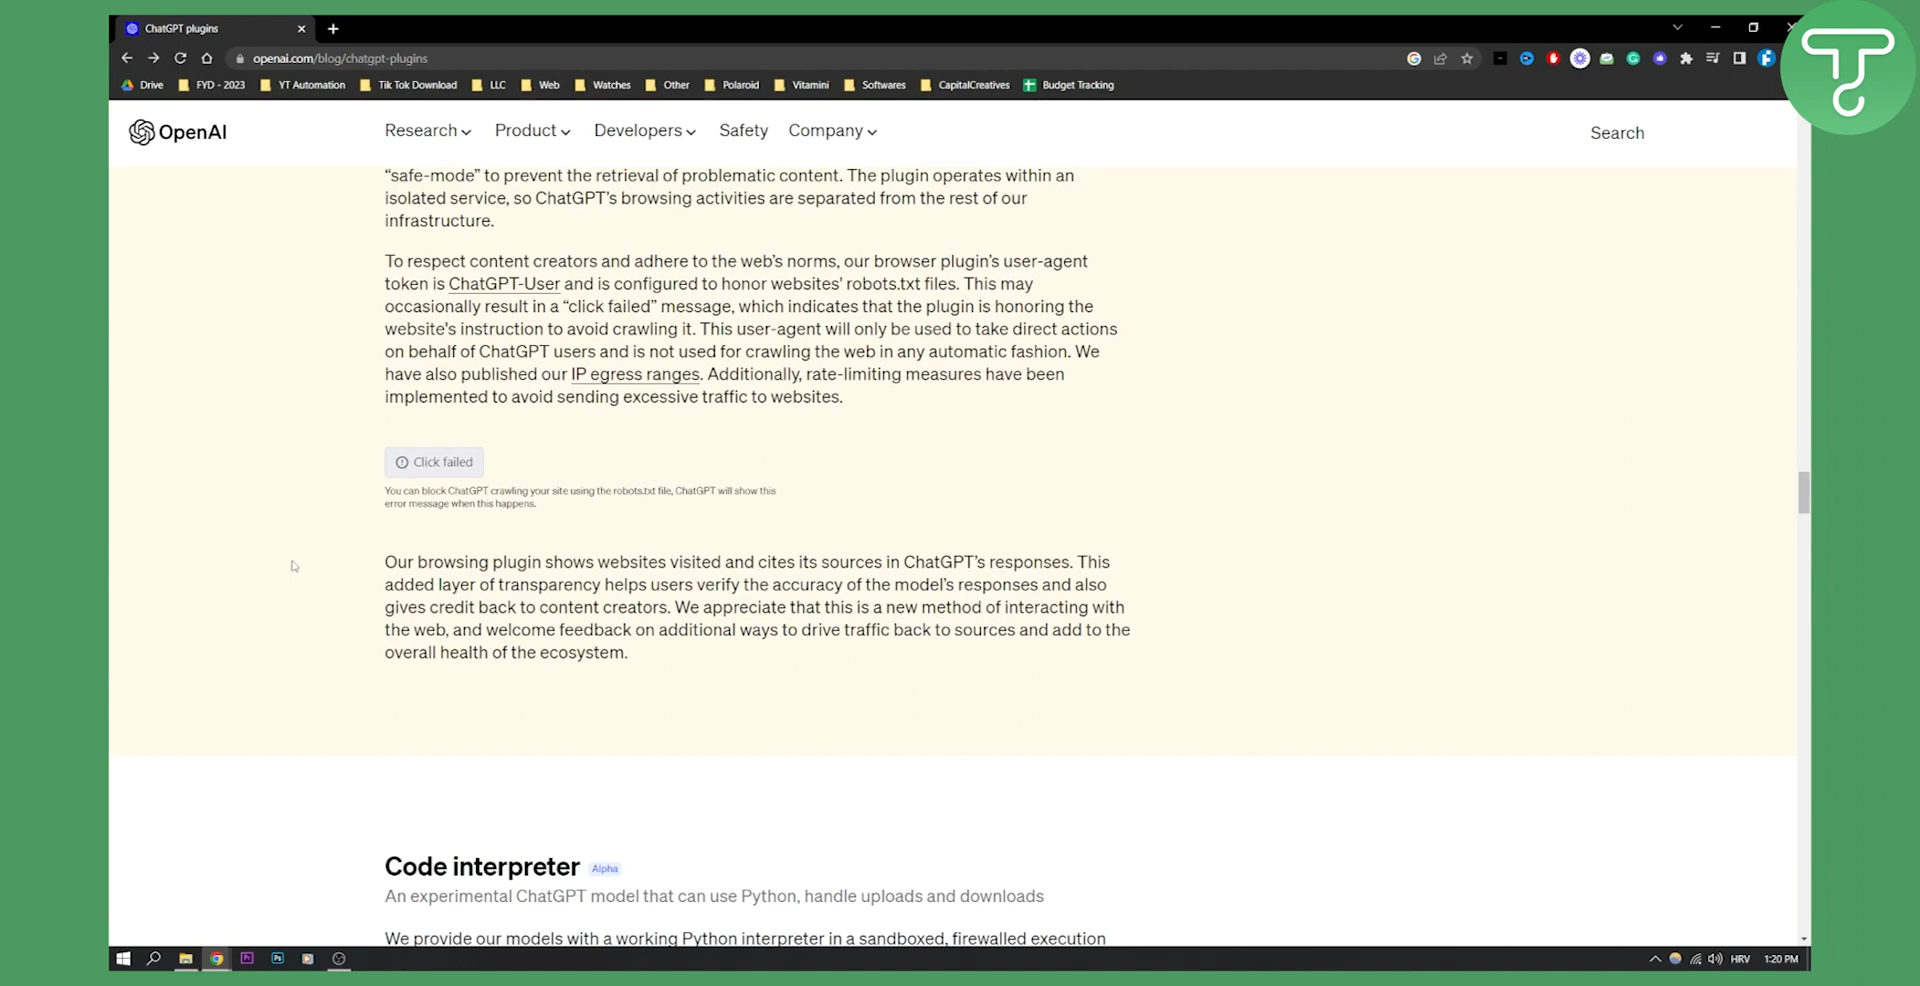 ChatGPT plugins
openai.com/blog/chatgpt-plugins
Drive FYD - 2023 YT Automation Tik Tok Download LLC Web Watches Other Polaroid Vitamini Softwares CapitalCreatives Budget Tracking
OpenAI Research Product Developers Safety Company Search
“safe-mode” to prevent the retrieval of problematic content. The plugin operates within an
isolated service, so ChatGPT’s browsing activities are separated from the rest of our
infrastructure.
To respect content creators and adhere to the web’s norms, our browser plugin’s user-agent
token is ChatGPT-User and is configured to honor websites' robots.txt files. This may
occasionally result in a “click failed” message, which indicates that the plugin is honoring the
website's instruction to avoid crawling it. This user-agent will only be used to take direct actions
on behalf of ChatGPT users and is not used for crawling the web in any automatic fashion. We
have also published our IP egress ranges. Additionally, rate-limiting measures have been
implemented to avoid sending excessive traffic to websites.
Click failed
You can block ChatGPT crawling your site using the robots.txt file, ChatGPT will show this
error message when this happens.
Our browsing plugin shows websites visited and cites its sources in ChatGPT’s responses. This
added layer of transparency helps users verify the accuracy of the model’s responses and also
gives credit back to content creators. We appreciate that this is a new method of interacting with
the web, and welcome feedback on additional ways to drive traffic back to sources and add to the
overall health of the ecosystem.
Code interpreter Alpha
An experimental ChatGPT model that can use Python, handle uploads and downloads
We provide our models with a working Python interpreter in a sandboxed, firewalled execution
Pr Ps HRV 1:20 PM